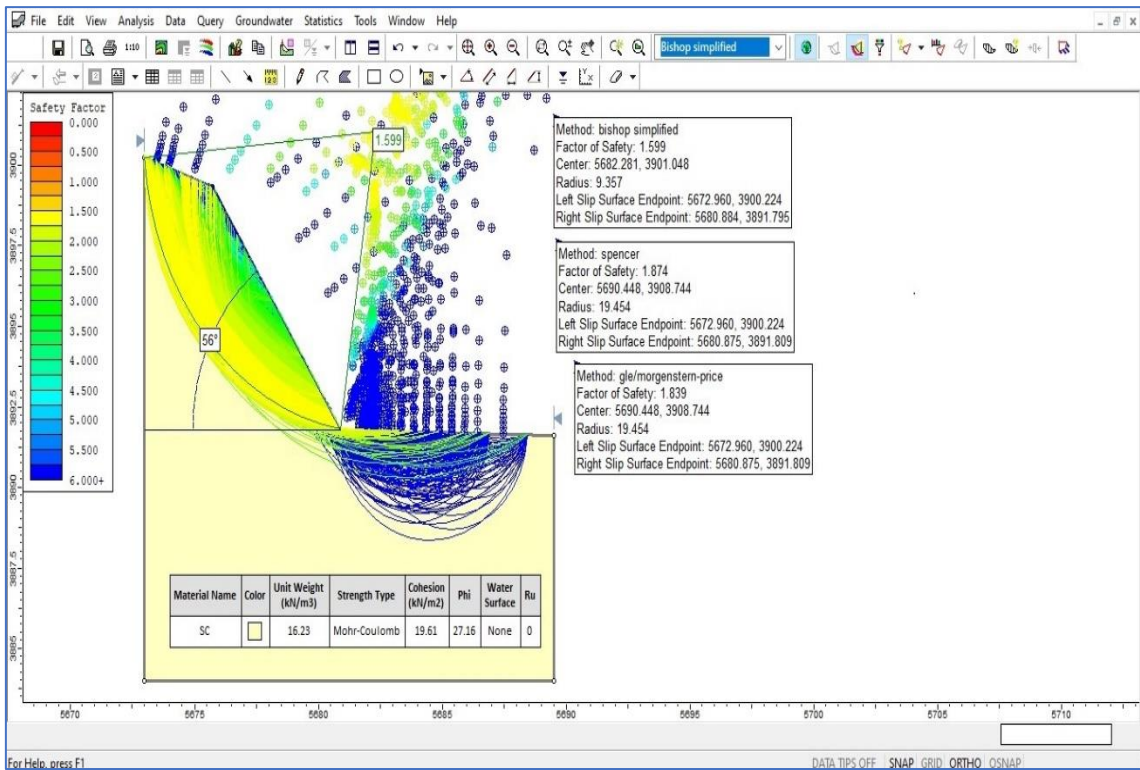 File Edit View Analysis Data Query Groundwater Statistics Tools Window Help
1:10
Bishop simplified
Safety Factor
0.000
0.500
1.000
1.500
2.000
2.500
3.000
3.500
4.000
4.500
5.000
5.500
6.000+
1.599
56°
Method: bishop simplified
Factor of Safety: 1.599
Center: 5682.281, 3901.048
Radius: 9.357
Left Slip Surface Endpoint: 5672.960, 3900.224
Right Slip Surface Endpoint: 5680.884, 3891.795
Method: spencer
Factor of Safety: 1.874
Center: 5690.448, 3908.744
Radius: 19.454
Left Slip Surface Endpoint: 5672.960, 3900.224
Right Slip Surface Endpoint: 5680.875, 3891.809
Method: gle/morgenstern-price
Factor of Safety: 1.839
Center: 5690.448, 3908.744
Radius: 19.454
Left Slip Surface Endpoint: 5672.960, 3900.224
Right Slip Surface Endpoint: 5680.875, 3891.809
Material Name Color Unit Weight (kN/m3) Strength Type Cohesion (kN/m2) Phi Water Surface Ru
SC 16.23 Mohr-Coulomb 19.61 27.16 None 0
3900
3897.5
3895
3892.5
3890
3887.5
3885
5670 5675 5680 5685 5690 5695 5700 5705 5710
For Help, press F1
DATA TIPS OFF SNAP GRID ORTHO OSNAP